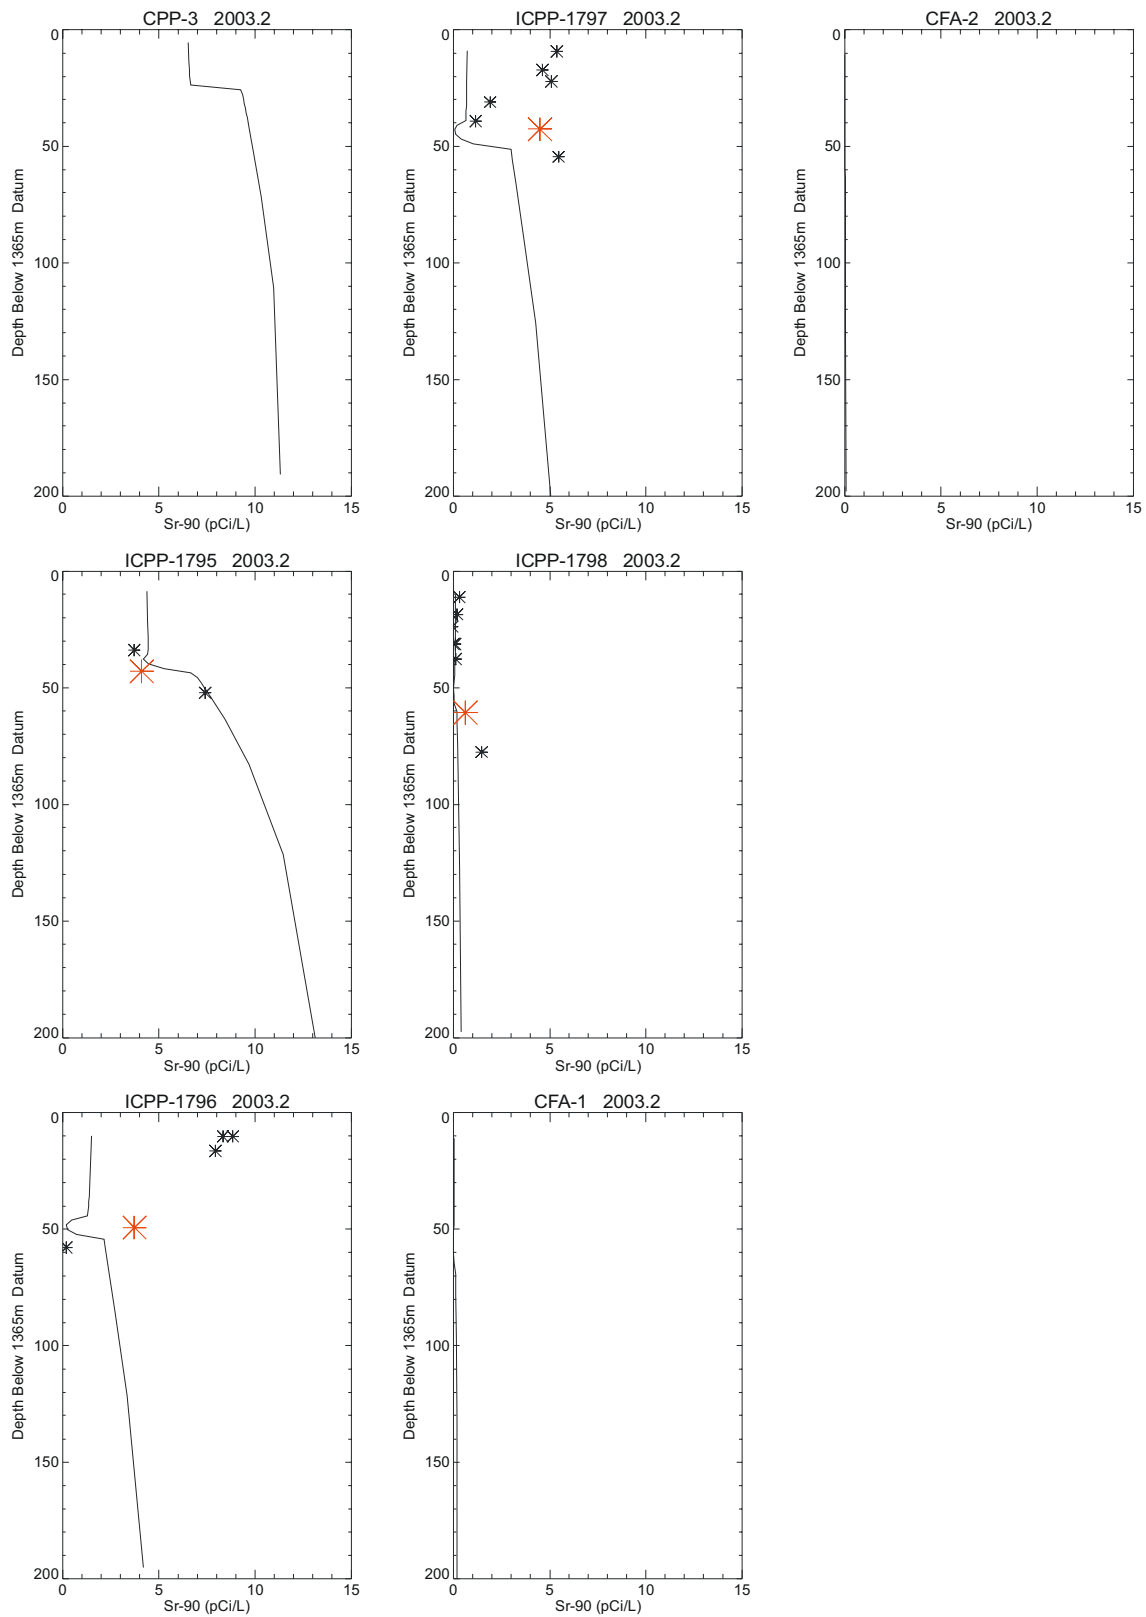 CPP-3 2003.2
0
50
100
150
200
Depth Below 1365m Datum
0 5 10 15
Sr-90 (pCi/L)
ICPP-1797 2003.2
0
50
100
150
200
Depth Below 1365m Datum
0 5 10 15
Sr-90 (pCi/L)
CFA-2 2003.2
0
50
100
150
200
Depth Below 1365m Datum
0 5 10 15
Sr-90 (pCi/L)
ICPP-1795 2003.2
0
50
100
150
200
Depth Below 1365m Datum
0 5 10 15
Sr-90 (pCi/L)
ICPP-1798 2003.2
0
50
100
150
200
Depth Below 1365m Datum
0 5 10 15
Sr-90 (pCi/L)
ICPP-1796 2003.2
0
50
100
150
200
Depth Below 1365m Datum
0 5 10 15
Sr-90 (pCi/L)
CFA-1 2003.2
0
50
100
150
200
Depth Below 1365m Datum
0 5 10 15
Sr-90 (pCi/L)